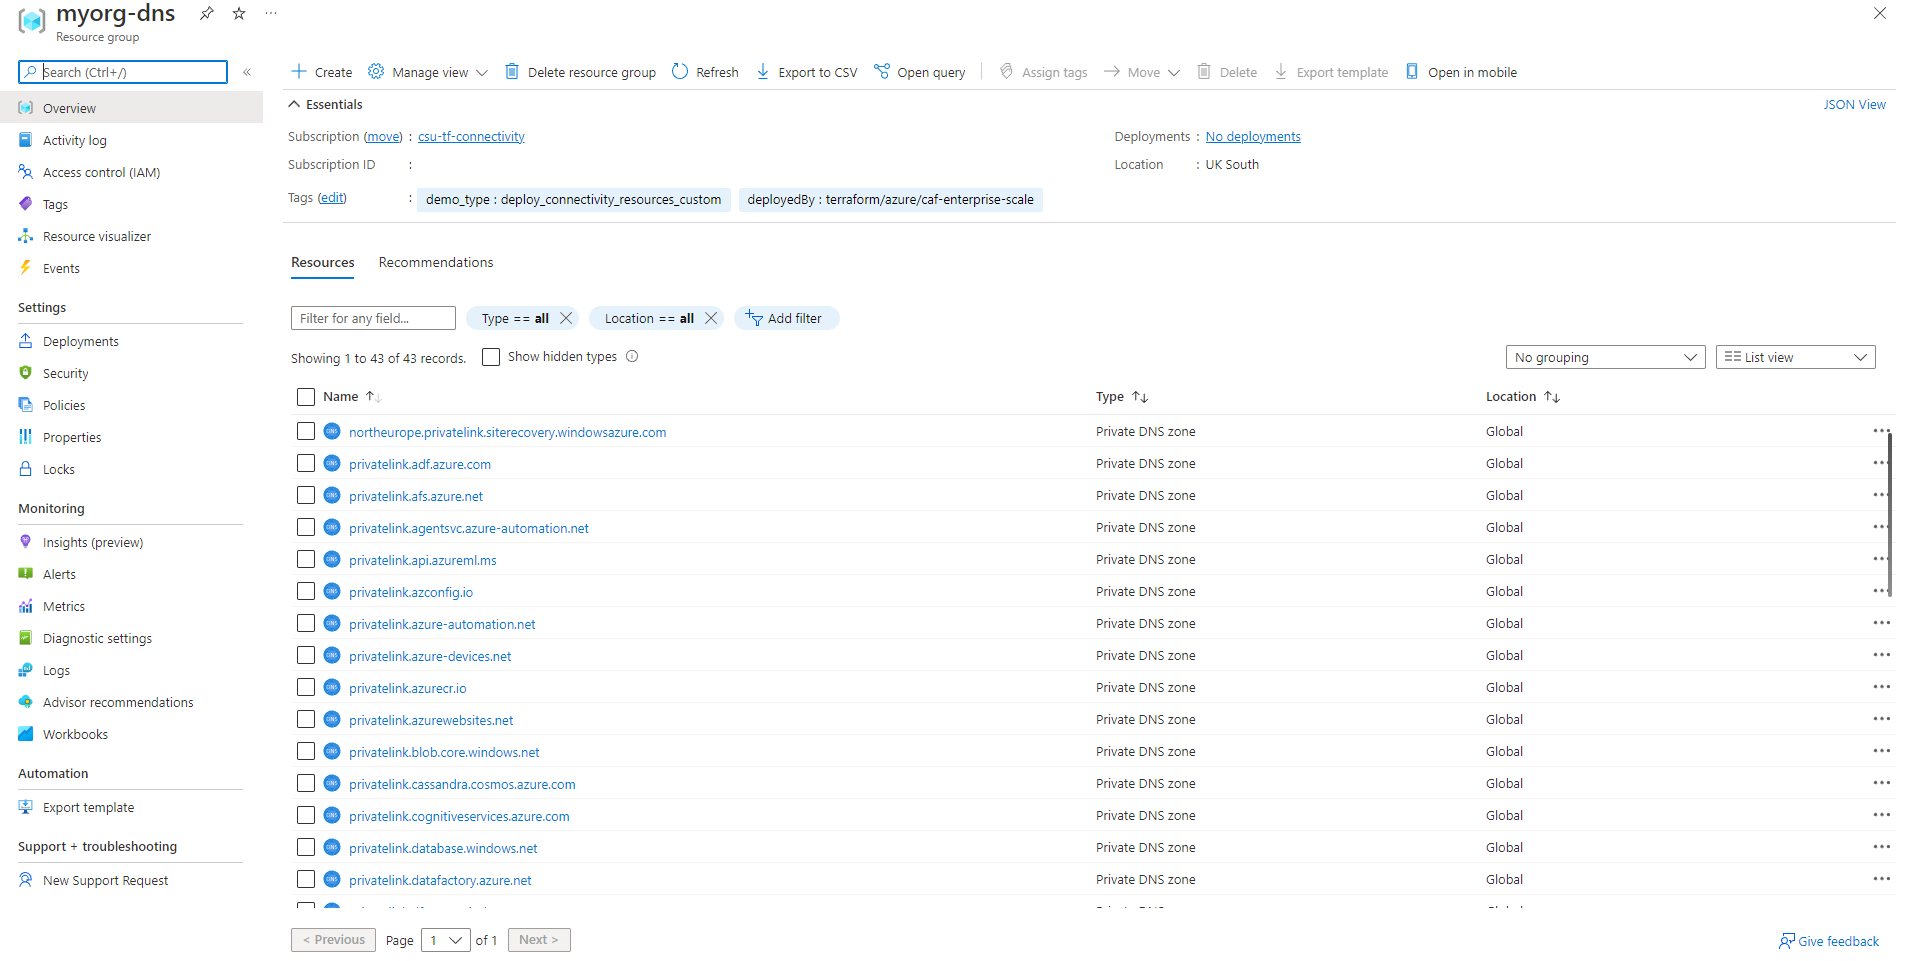 myorg-dns
Resource group
Search (Ctrl+/)
Overview
Activity log
Access control (IAM)
Tags
Resource visualizer
Events
Settings
Deployments
Security
Policies
Properties
Locks
Monitoring
Insights (preview)
Alerts
Metrics
Diagnostic settings
Logs
Advisor recommendations
Workbooks
Automation
Export template
Support + troubleshooting
New Support Request
Create Manage view Delete resource group Refresh Export to CSV Open query Assign tags Move Delete Export template Open in mobile
Essentials JSON View
Subscription (move) : csu-tf-connectivity Deployments : No deployments
Subscription ID : Location : UK South
Tags (edit) : demo_type : deploy_connectivity_resources_custom deployedBy : terraform/azure/caf-enterprise-scale
Resources Recommendations
Filter for any field... Type == all Location == all Add filter
Showing 1 to 43 of 43 records. Show hidden types No grouping List view
Name Type Location
northeurope.privatelink.siterecovery.windowsazure.com Private DNS zone Global
privatelink.adf.azure.com Private DNS zone Global
privatelink.afs.azure.net Private DNS zone Global
privatelink.agentsvc.azure-automation.net Private DNS zone Global
privatelink.api.azureml.ms Private DNS zone Global
privatelink.azconfig.io Private DNS zone Global
privatelink.azure-automation.net Private DNS zone Global
privatelink.azure-devices.net Private DNS zone Global
privatelink.azurecr.io Private DNS zone Global
privatelink.azurewebsites.net Private DNS zone Global
privatelink.blob.core.windows.net Private DNS zone Global
privatelink.cassandra.cosmos.azure.com Private DNS zone Global
privatelink.cognitiveservices.azure.com Private DNS zone Global
privatelink.database.windows.net Private DNS zone Global
privatelink.datafactory.azure.net Private DNS zone Global
< Previous Page 1 of 1 Next > Give feedback